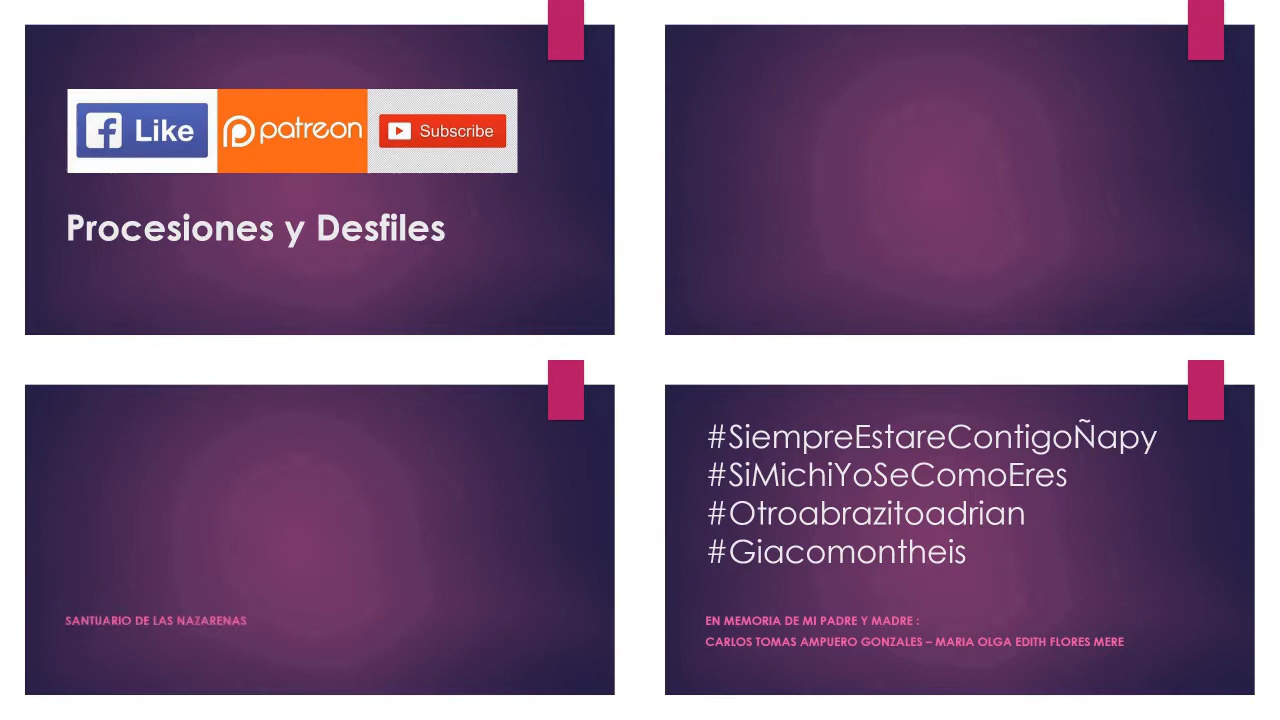 Like
patreon
Subscribe
Procesiones y Desfiles
SANTUARIO DE LAS NAZARENAS
#SiempreEstareContigoÑapy
#SiMichiYoSeComoEres
#Otroabrazitoadrian
#Giacomontheis
EN MEMORIA DE MI PADRE Y MADRE :
CARLOS TOMAS AMPUERO GONZALES – MARIA OLGA EDITH FLORES MERE